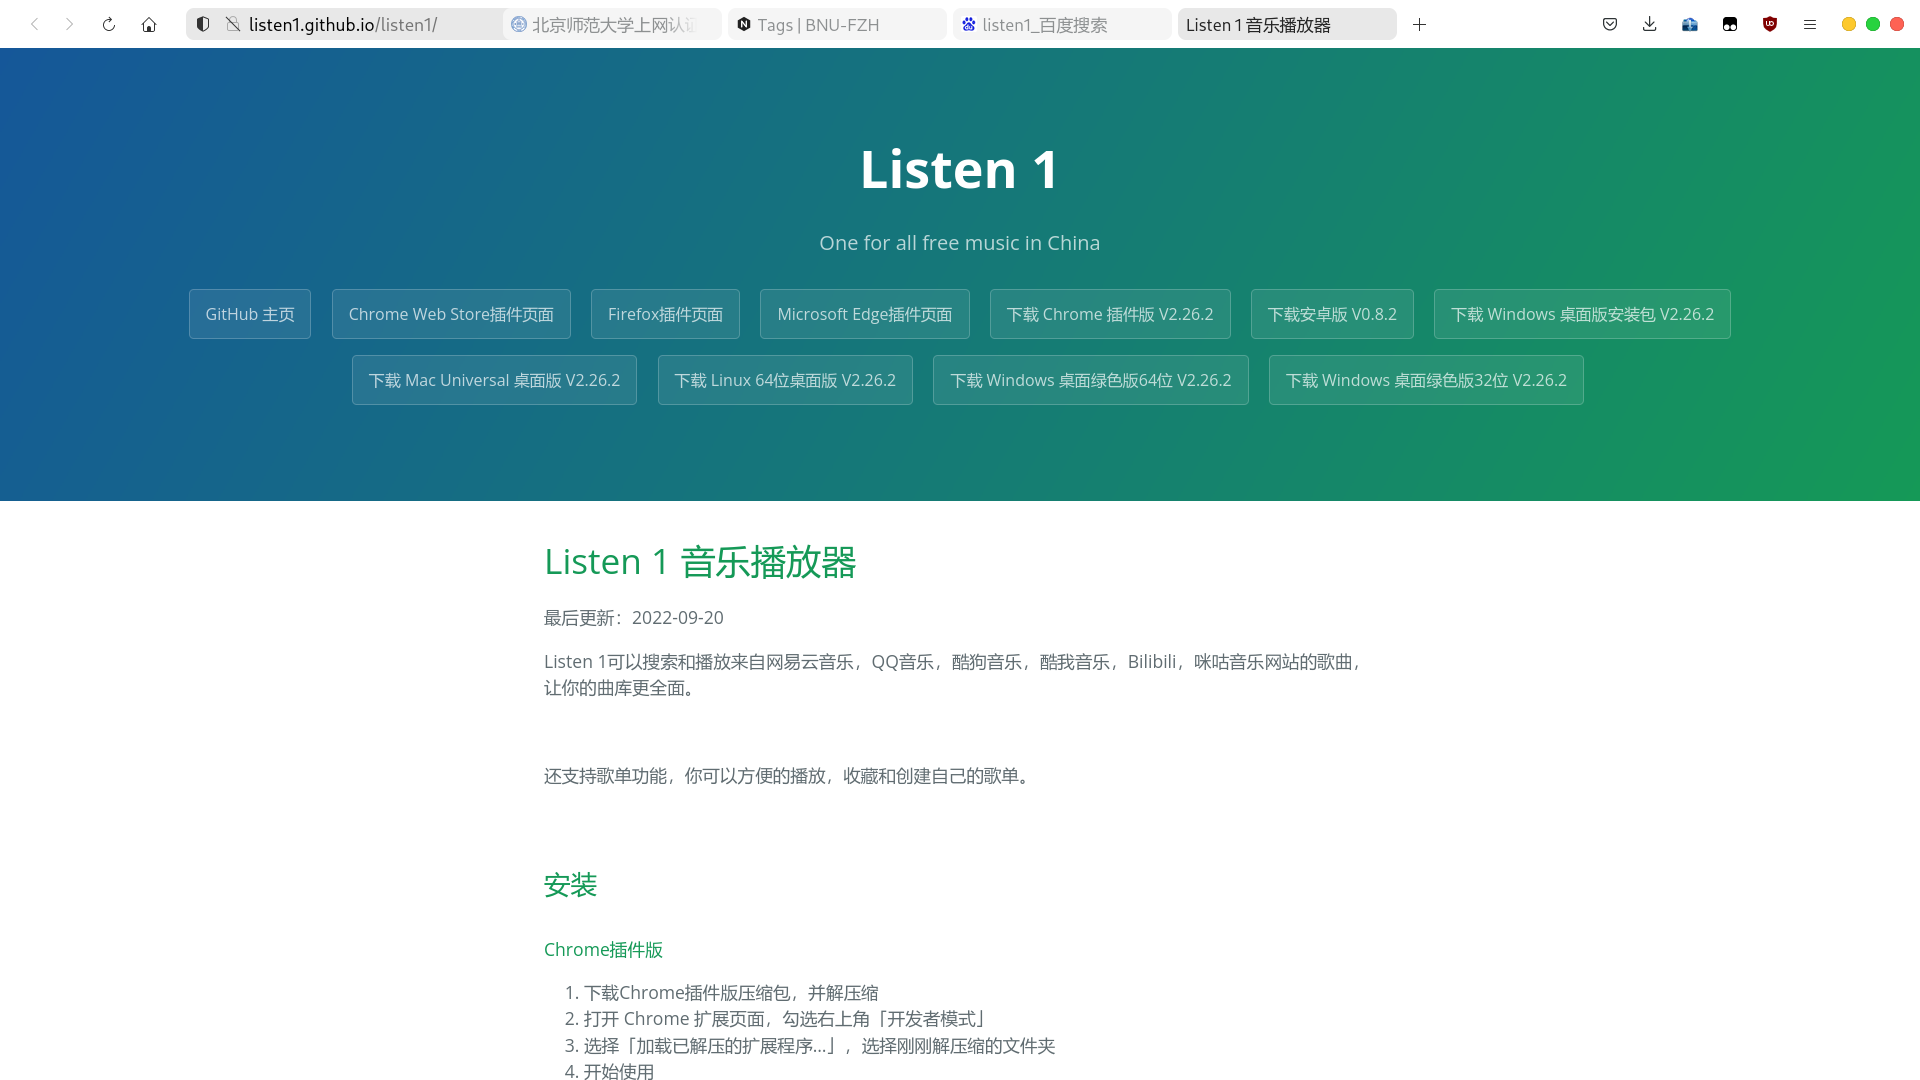 listen1.github.io/listen1/
北京师范大学上网认证
Tags | BNU-FZH
listen1_百度搜索
Listen 1 音乐播放器
Listen 1
One for all free music in China
GitHub 主页
Chrome Web Store插件页面
Firefox插件页面
Microsoft Edge插件页面
下载 Chrome 插件版 V2.26.2
下载安卓版 V0.8.2
下载 Windows 桌面版安装包 V2.26.2
下载 Mac Universal 桌面版 V2.26.2
下载 Linux 64位桌面版 V2.26.2
下载 Windows 桌面绿色版64位 V2.26.2
下载 Windows 桌面绿色版32位 V2.26.2
Listen 1 音乐播放器
最后更新：2022-09-20
Listen 1可以搜索和播放来自网易云音乐，QQ音乐，酷狗音乐，酷我音乐，Bilibili，咪咕音乐网站的歌曲，
让你的曲库更全面。
还支持歌单功能，你可以方便的播放，收藏和创建自己的歌单。
安装
Chrome插件版
1. 下载Chrome插件版压缩包，并解压缩
2. 打开 Chrome 扩展页面，勾选右上角「开发者模式」
3. 选择「加载已解压的扩展程序...」，选择刚刚解压缩的文件夹
4. 开始使用